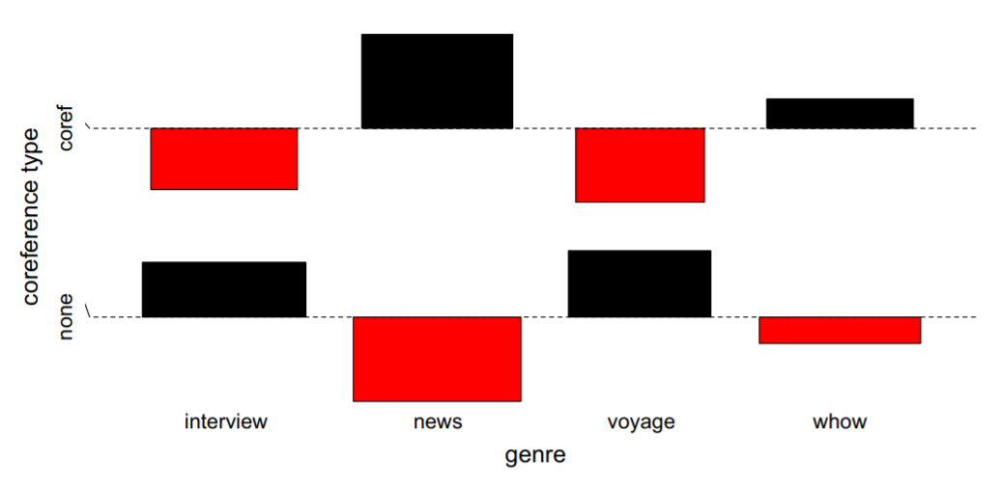 coreference type
coref
none
interview news voyage whow
genre